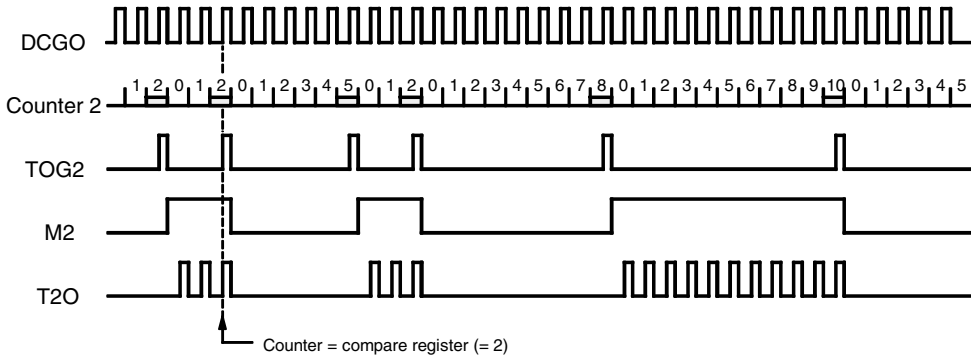 DCGO
Counter 2
1 2 0 1 2 0 1 2 3 4 5 0 1 2 0 1 2 3 4 5 6 7 8 0 1 2 3 4 5 6 7 8 9 10 0 1 2 3 4 5
TOG2
M2
T2O
Counter = compare register (= 2)